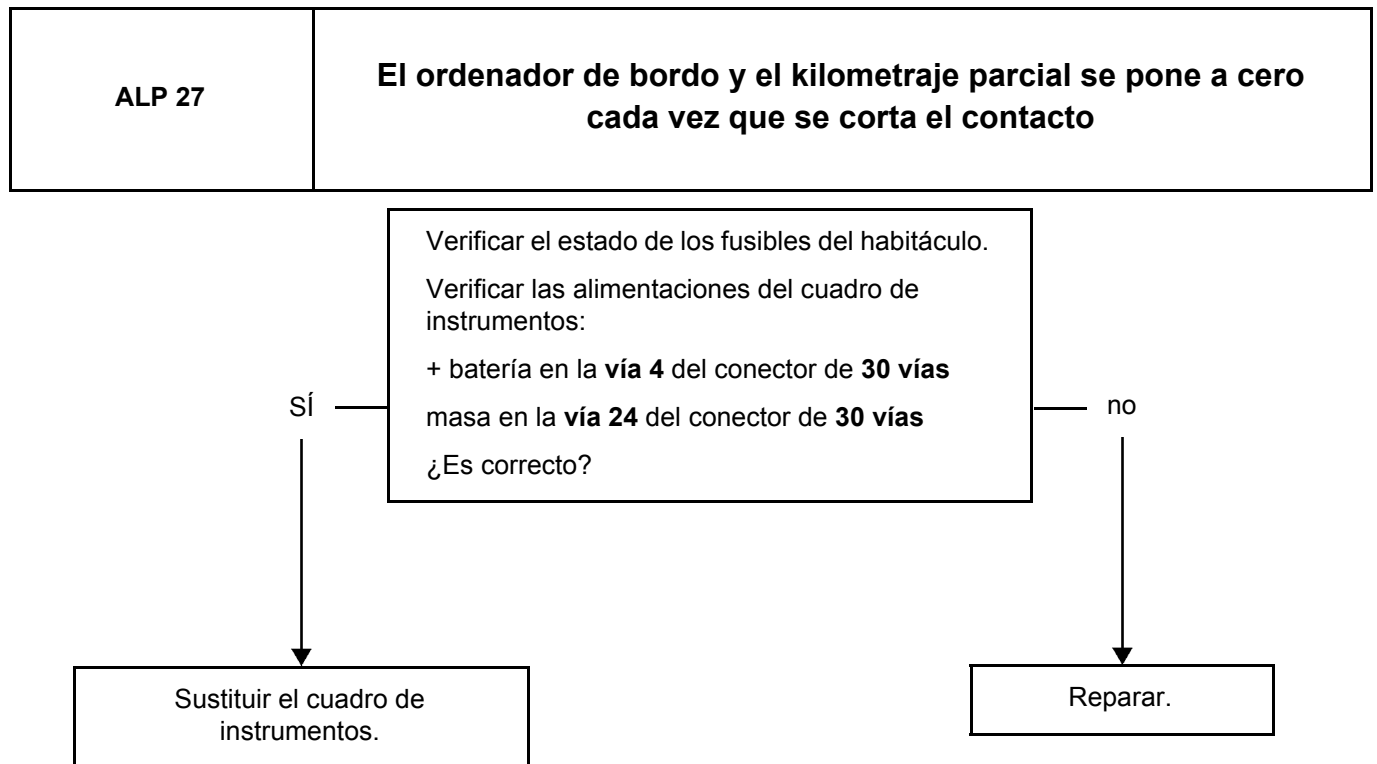 ALP 27
El ordenador de bordo y el kilometraje parcial se pone a cero
cada vez que se corta el contacto
Verificar el estado de los fusibles del habitáculo.
Verificar las alimentaciones del cuadro de
instrumentos:
+ batería en la vía 4 del conector de 30 vías
masa en la vía 24 del conector de 30 vías
¿Es correcto?
SÍ
no
Sustituir el cuadro de
instrumentos.
Reparar.